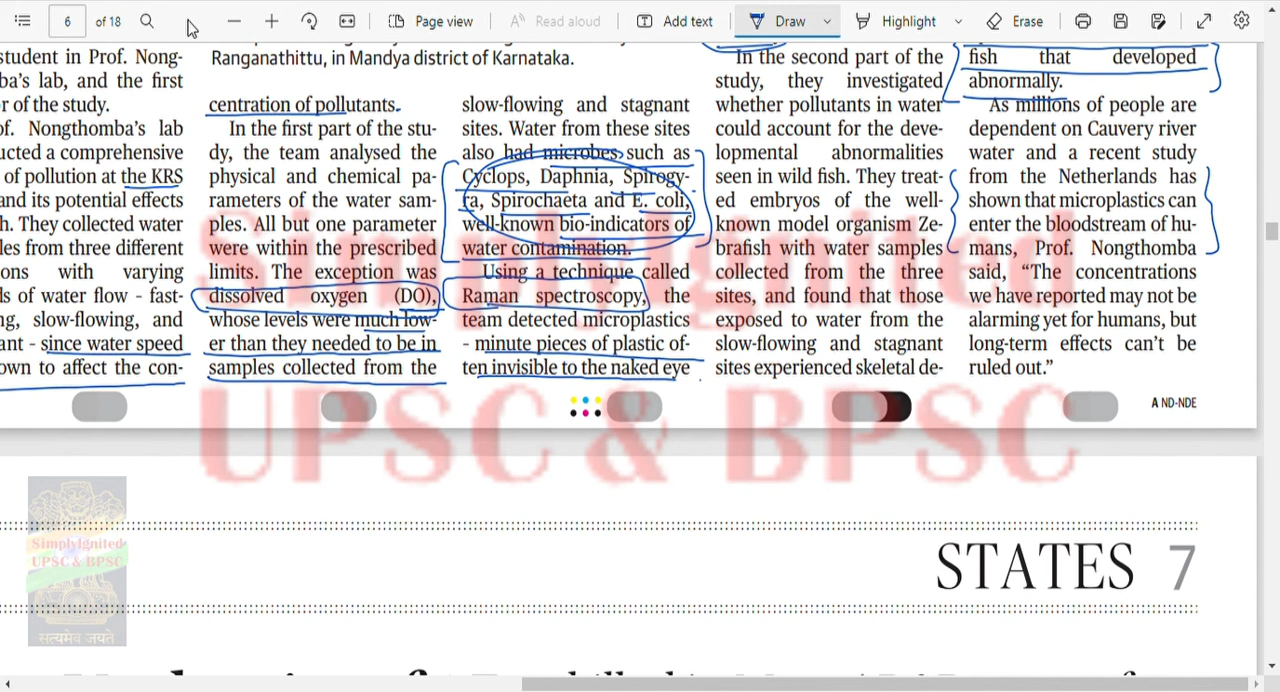 6 of 18 Page view Read aloud Add text Draw Highlight Erase
student in Prof. Nong-
ba's lab, and the first
r of the study.
of. Nongthomba's lab
ucted a comprehensive
of pollution at the KRS
and its potential effects
h. They collected water
les from three different
ons with varying
ls of water flow - fast-
ng, slow-flowing, and
ant - since water speed
own to affect the con-
Ranganathittu, in Mandya district of Karnataka.
centration of pollutants.
In the first part of the stu-
dy, the team analysed the
physical and chemical pa-
rameters of the water sam-
ples. All but one parameter
were within the prescribed
limits. The exception was
dissolved oxygen (DO),
whose levels were much low-
er than they needed to be in
samples collected from the
slow-flowing and stagnant
sites. Water from these sites
also had microbes such as
Cyclops, Daphnia, Spirogy-
ra, Spirochaeta and E. coli,
well-known bio-indicators of
water contamination.
Using a technique called
Raman spectroscopy, the
team detected microplastics
- minute pieces of plastic of-
ten invisible to the naked eye
In the second part of the
study, they investigated
whether pollutants in water
could account for the deve-
lopmental abnormalities
seen in wild fish. They treat-
ed embryos of the well-
known model organism Ze-
brafish with water samples
collected from the three
sites, and found that those
exposed to water from the
slow-flowing and stagnant
sites experienced skeletal de-
fish that developed
abnormally.
As millions of people are
dependent on Cauvery river
water and a recent study
from the Netherlands has
shown that microplastics can
enter the bloodstream of hu-
mans, Prof. Nongthomba
said, “The concentrations
we have reported may not be
alarming yet for humans, but
long-term effects can't be
ruled out.”
A ND-NDE
SimplyIgnited
UPSC & BPSC
SimplyIgnited
UPSC & BPSC
सत्यमेव जयते
STATES 7